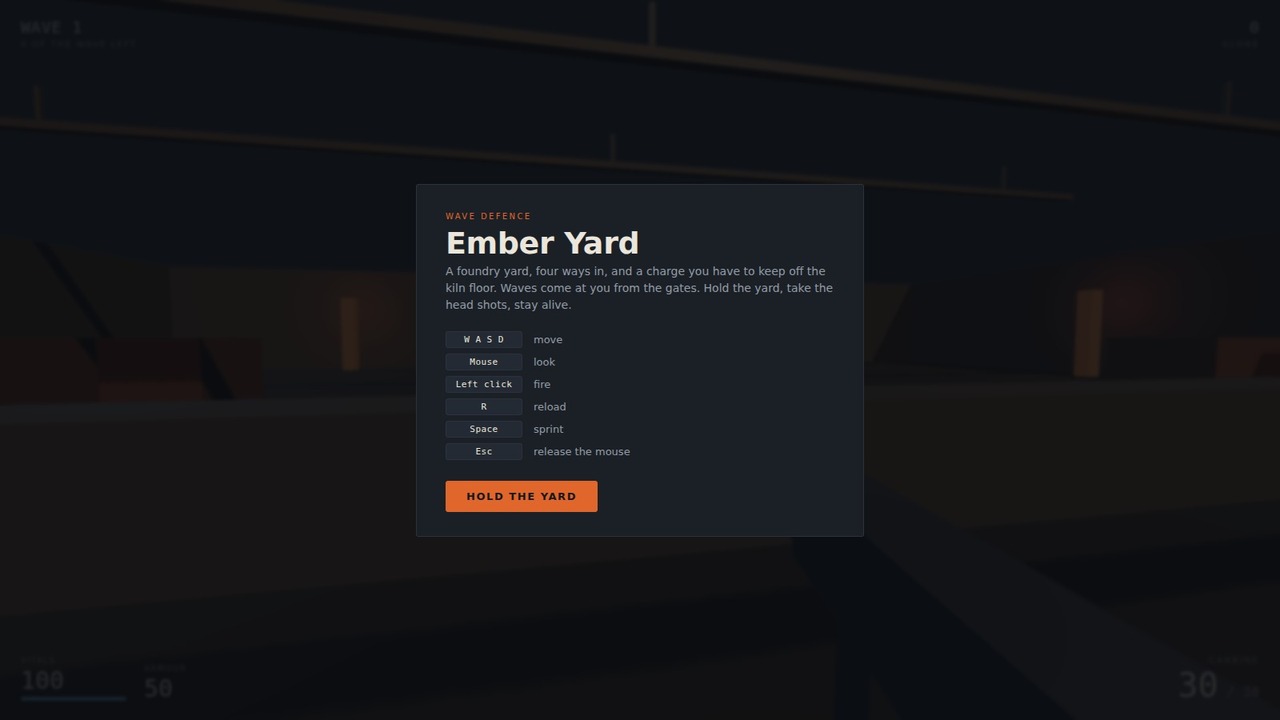 WAVE 1
WAVE DEFENCE
Ember Yard
A foundry yard, four ways in, and a charge you have to keep off the
kiln floor. Waves come at you from the gates. Hold the yard, take the
head shots, stay alive.
W A S D move
Mouse look
Left click fire
R reload
Space sprint
Esc release the mouse
HOLD THE YARD
100
50
30